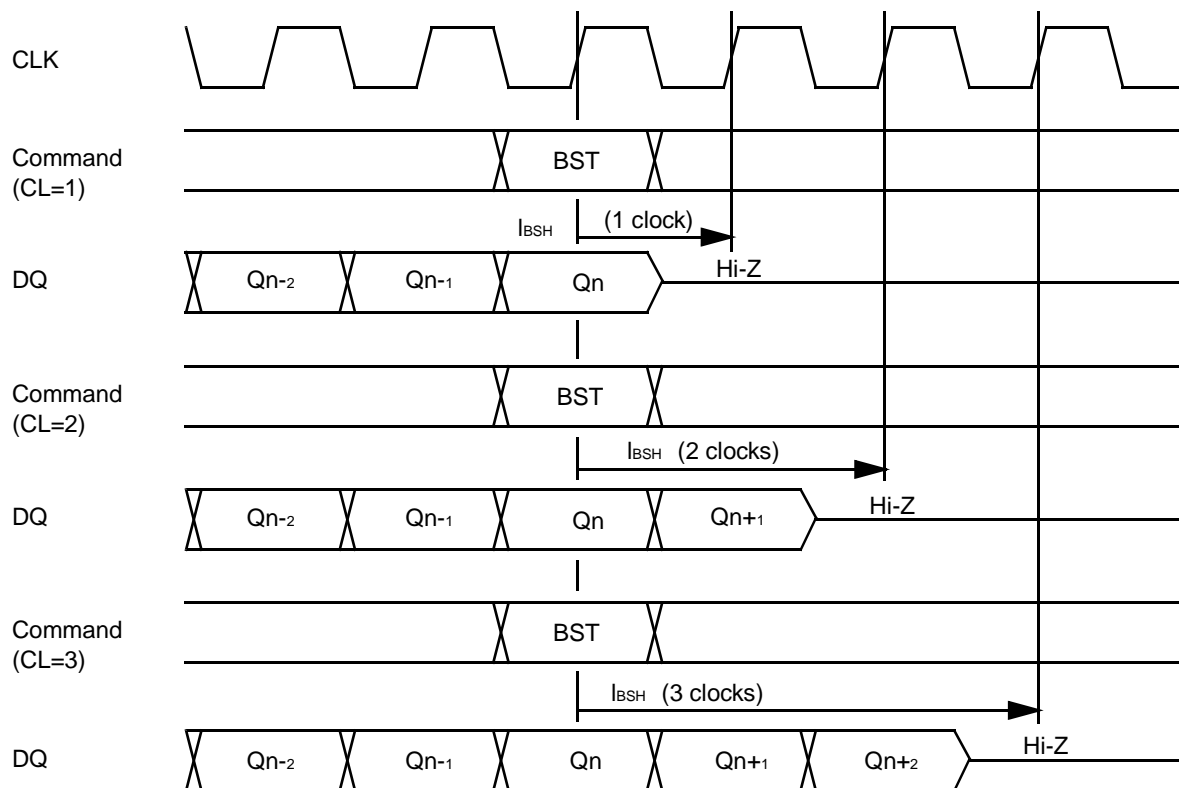 CLK
Command
(CL=1)
BST
IBSH (1 clock)
DQ
Qn-2 Qn-1 Qn Hi-Z
Command
(CL=2)
BST
IBSH (2 clocks)
DQ
Qn-2 Qn-1 Qn Qn+1 Hi-Z
Command
(CL=3)
BST
IBSH (3 clocks)
DQ
Qn-2 Qn-1 Qn Qn+1 Qn+2 Hi-Z